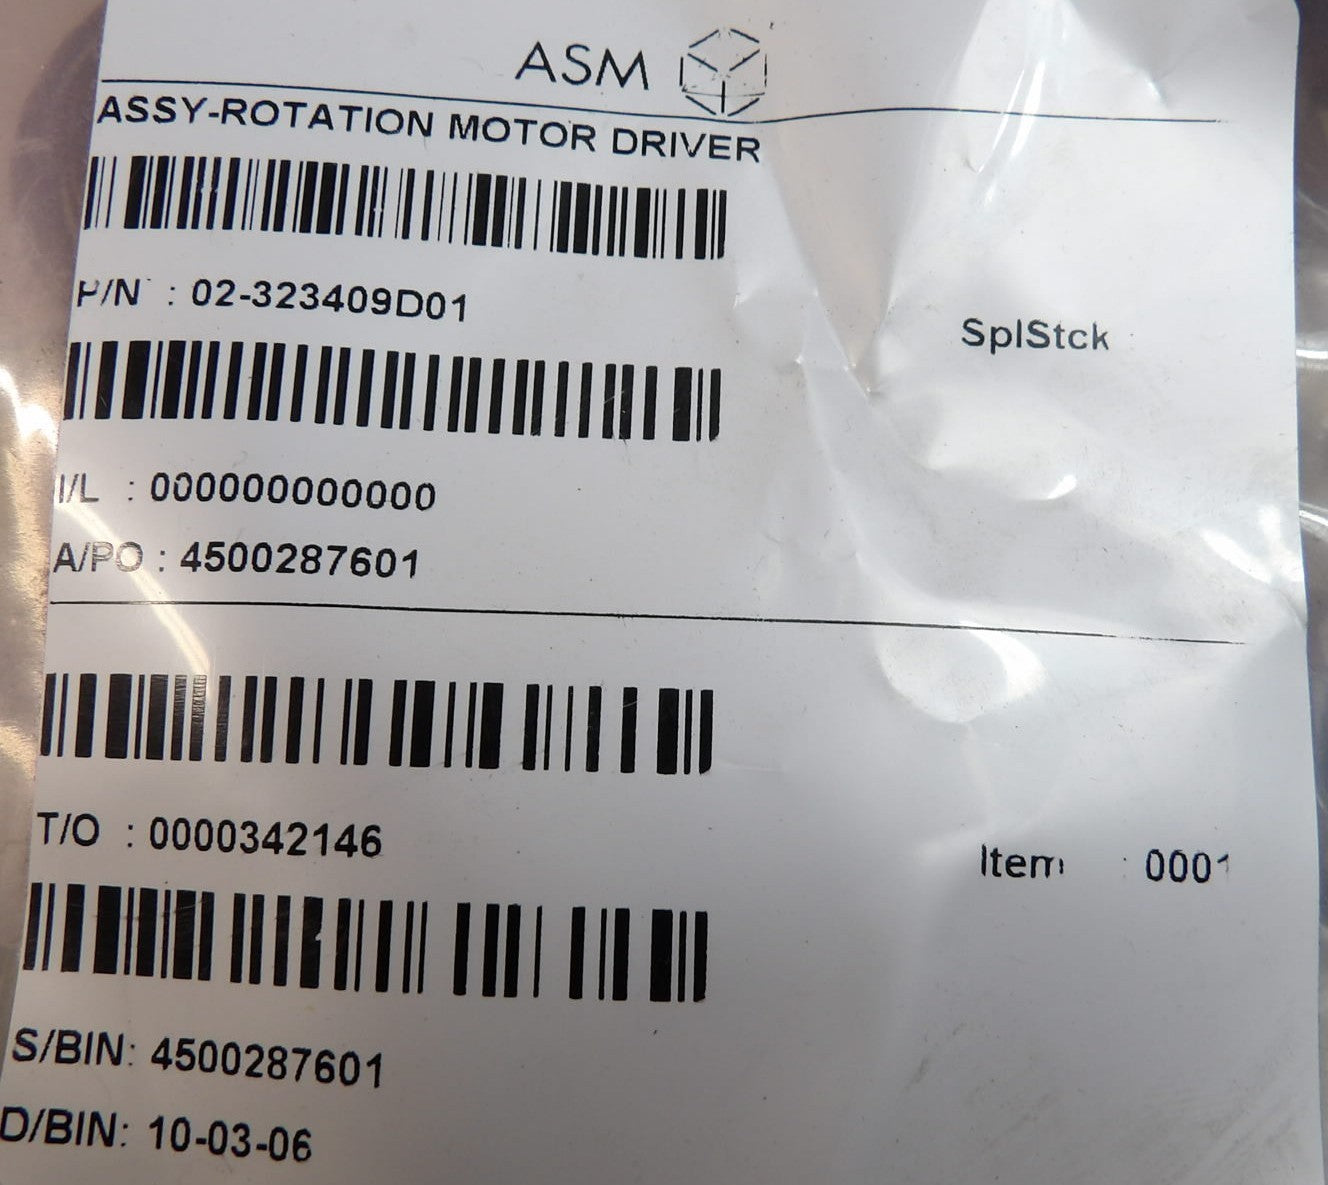 ASM
ASSY-ROTATION MOTOR DRIVER
P/N : 02-323409D01
SplStck
I/L : 000000000000
A/PO : 4500287601
T/O : 0000342146
Item : 0001
S/BIN: 4500287601
D/BIN: 10-03-06